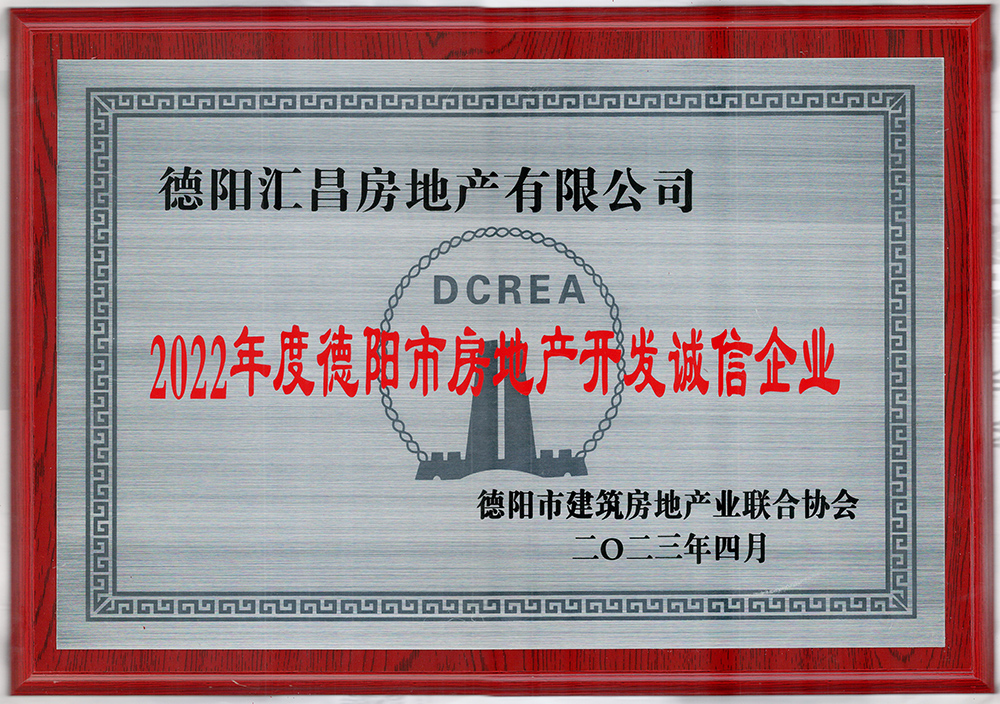 德阳汇昌房地产有限公司
DCREA
2022年度德阳市房地产开发诚信企业
德阳市建筑房地产业联合协会
二〇二三年四月